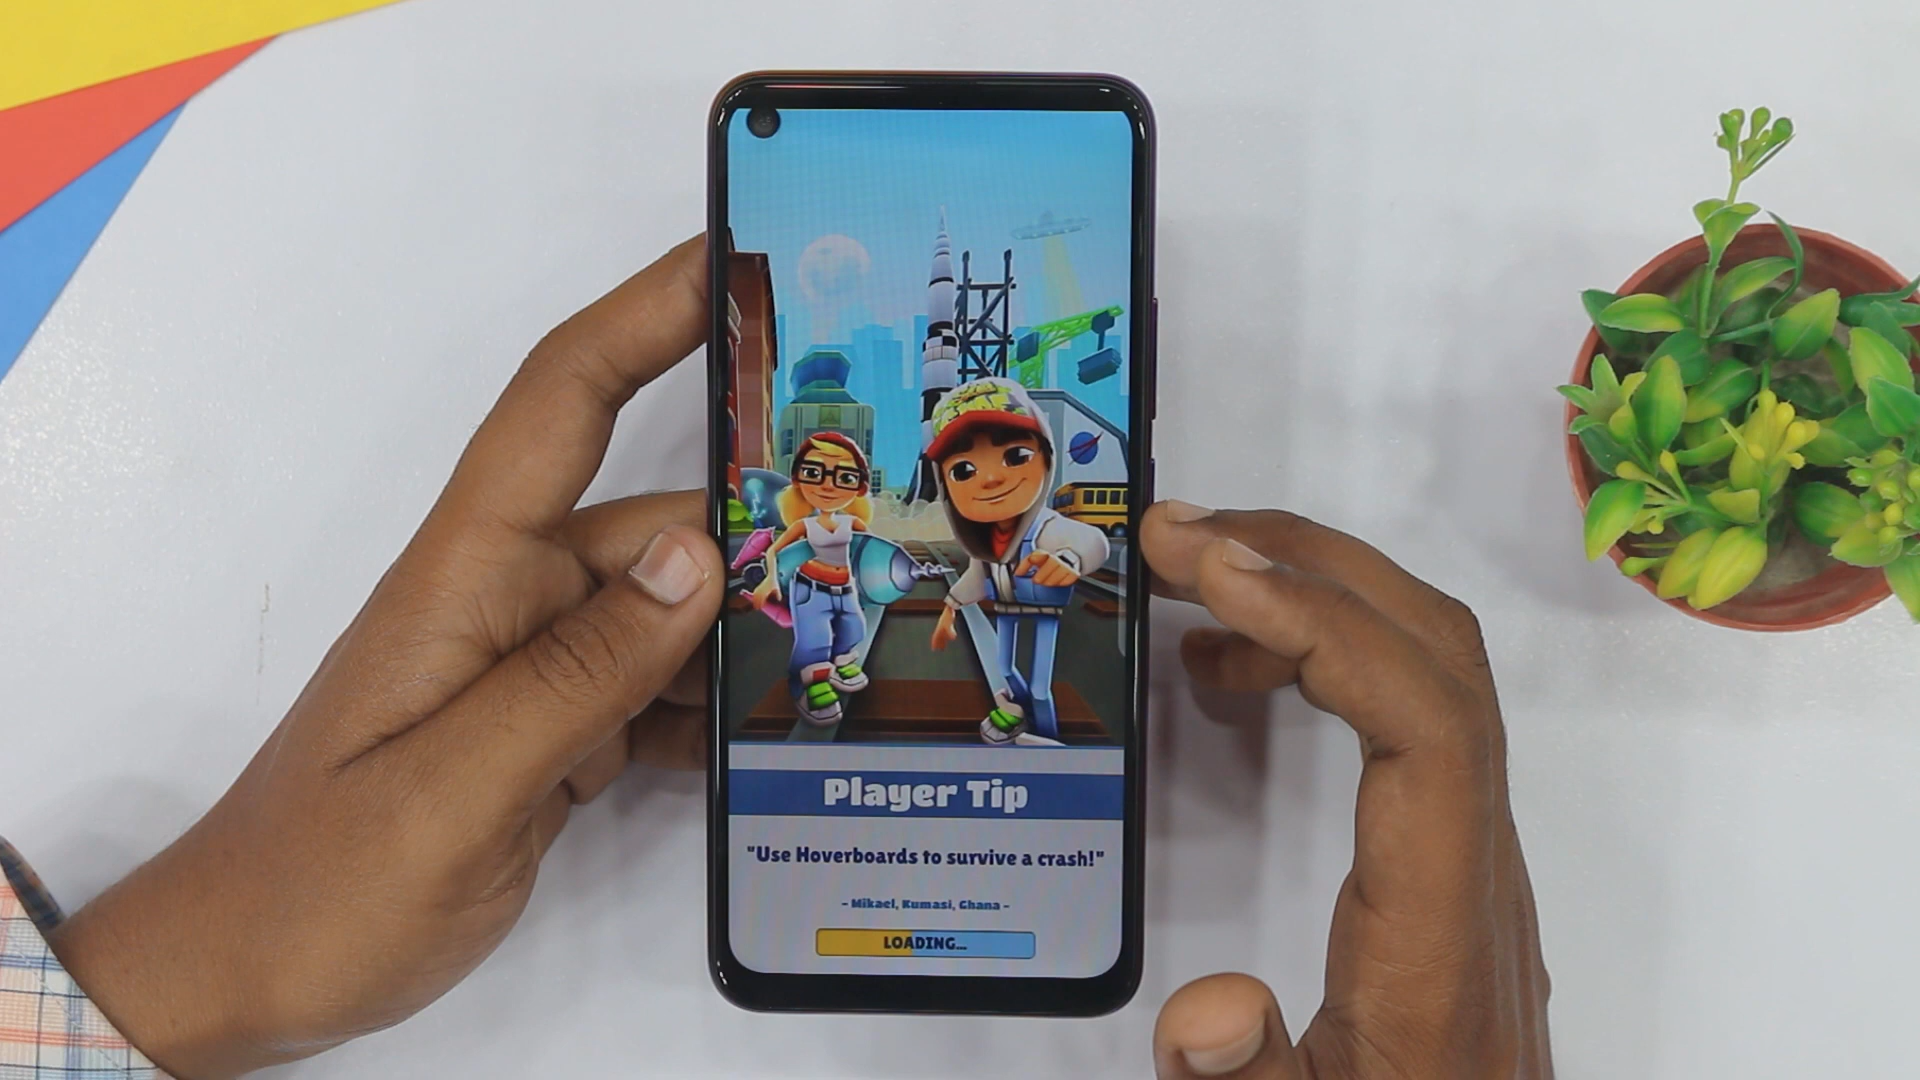 Player Tip
"Use Hoverboards to survive a crash!"
- Mikael, Kumasi, Ghana -
LOADING...